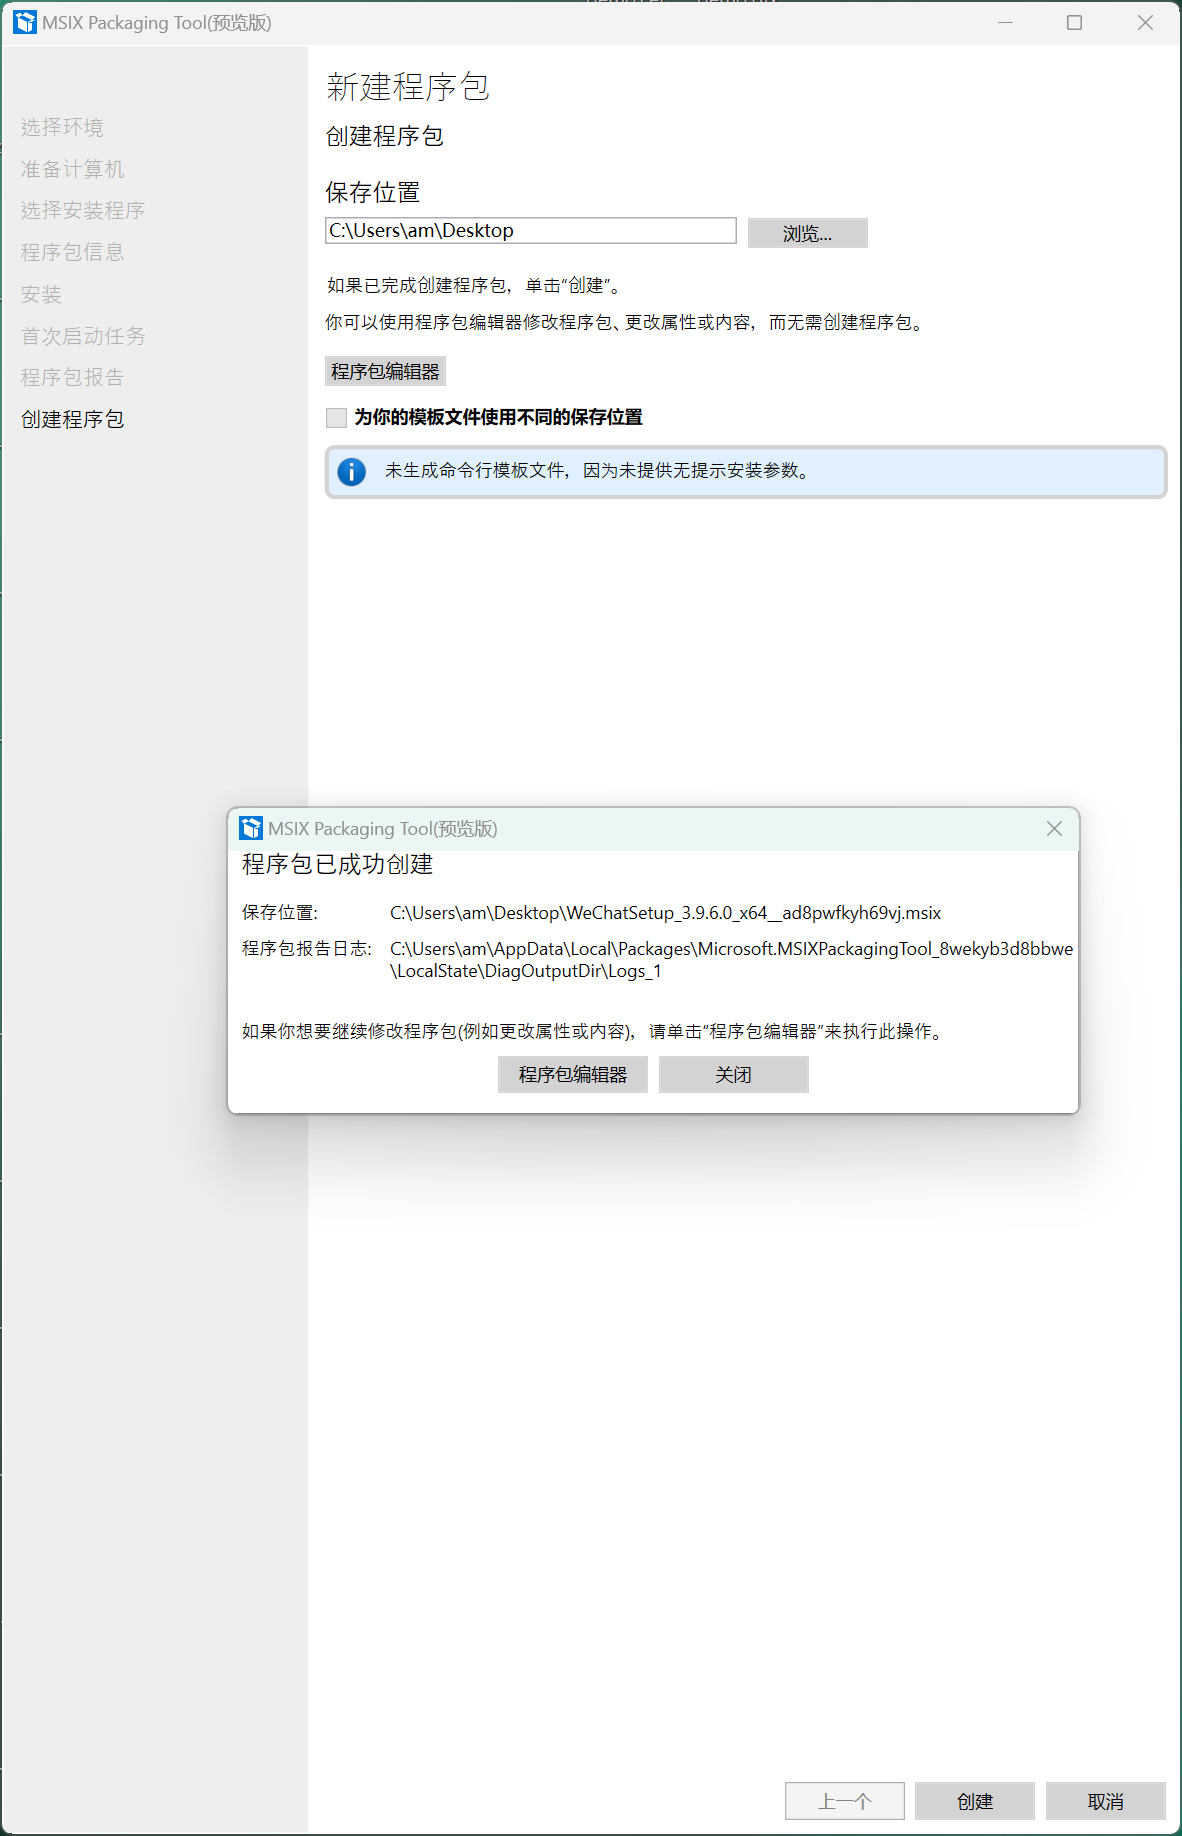 MSIX Packaging Tool(预览版)
选择环境
准备计算机
选择安装程序
程序包信息
安装
首次启动任务
程序包报告
创建程序包
新建程序包
创建程序包
保存位置
C:\Users\am\Desktop
浏览...
如果已完成创建程序包，单击“创建”。
你可以使用程序包编辑器修改程序包、更改属性或内容，而无需创建程序包。
程序包编辑器
为你的模板文件使用不同的保存位置
未生成命令行模板文件，因为未提供无提示安装参数。
MSIX Packaging Tool(预览版)
程序包已成功创建
保存位置: C:\Users\am\Desktop\WeChatSetup_3.9.6.0_x64__ad8pwfkyh69vj.msix
程序包报告日志: C:\Users\am\AppData\Local\Packages\Microsoft.MSIXPackagingTool_8wekyb3d8bbwe
\LocalState\DiagOutputDir\Logs_1
如果你想要继续修改程序包(例如更改属性或内容)，请单击“程序包编辑器”来执行此操作。
程序包编辑器
关闭
上一个
创建
取消